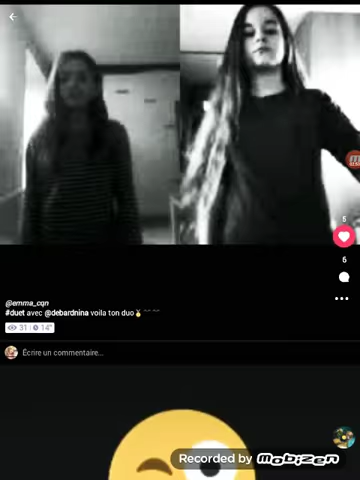 5
6
@emma_cqn
#duet avec @debardnina voila ton duo
31 14"
Écrire un commentaire...
Recorded by Mobizen